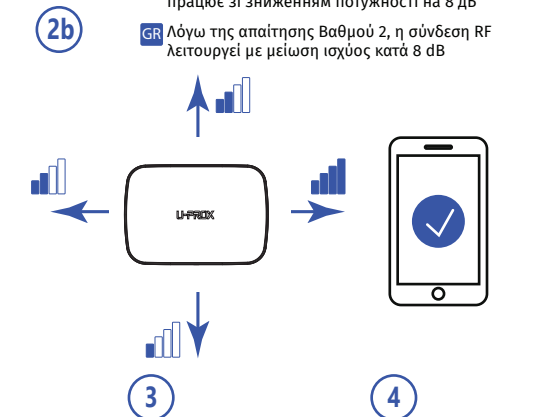 працює зі зниженням потужності на 8 дБ
2b
GR Λόγω της απαίτησης Βαθμού 2, η σύνδεση RF
λειτουργεί με μείωση ισχύος κατά 8 dB
U-PROX
3
4